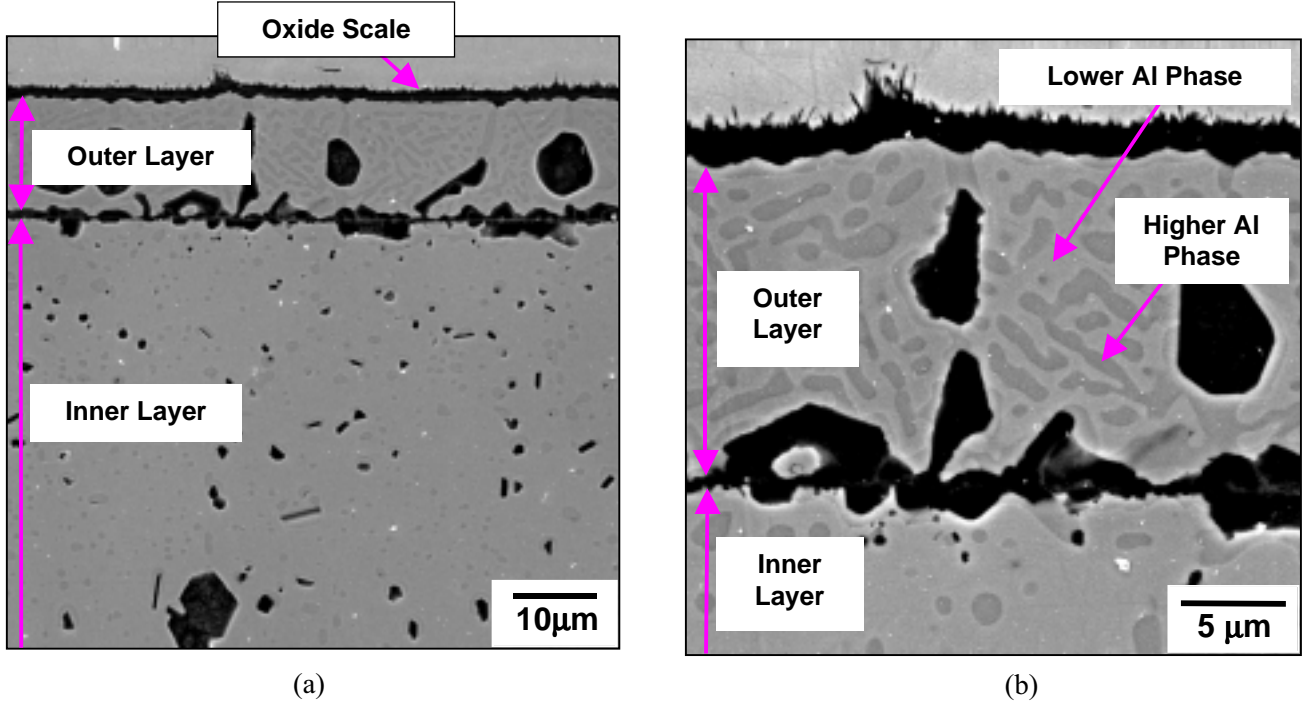 Oxide Scale
Outer Layer
Inner Layer
10μm
(a)
Lower Al Phase
Higher Al
Phase
Outer
Layer
Inner
Layer
5 μm
(b)